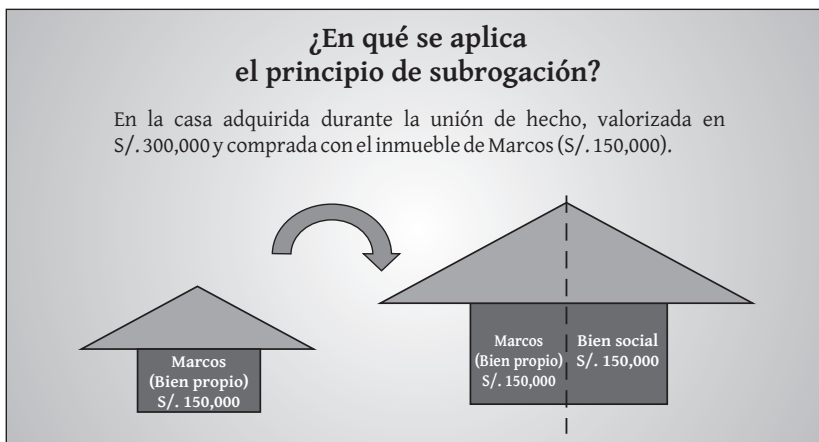 ¿En qué se aplica
el principio de subrogación?
En la casa adquirida durante la unión de hecho, valorizada en
S/. 300,000 y comprada con el inmueble de Marcos (S/. 150,000).
Marcos
(Bien propio)
S/. 150,000
Marcos
(Bien propio)
S/. 150,000
Bien social
S/. 150,000